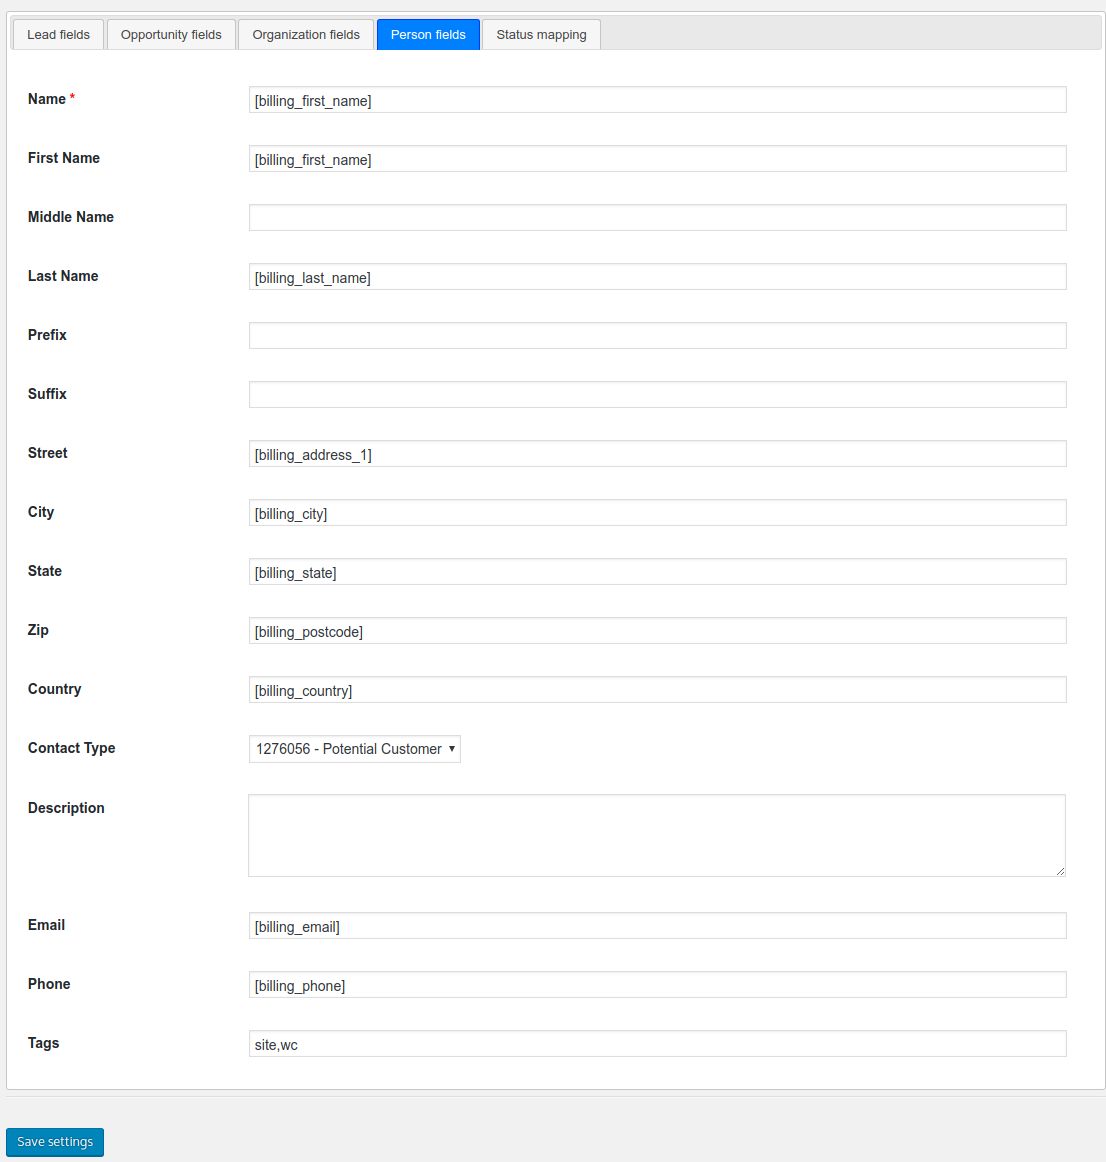 Lead fields Opportunity fields Organization fields Person fields Status mapping
Name * [billing_first_name]
First Name [billing_first_name]
Middle Name
Last Name [billing_last_name]
Prefix
Suffix
Street [billing_address_1]
City [billing_city]
State [billing_state]
Zip [billing_postcode]
Country [billing_country]
Contact Type 1276056 - Potential Customer
Description
Email [billing_email]
Phone [billing_phone]
Tags site,wc
Save settings